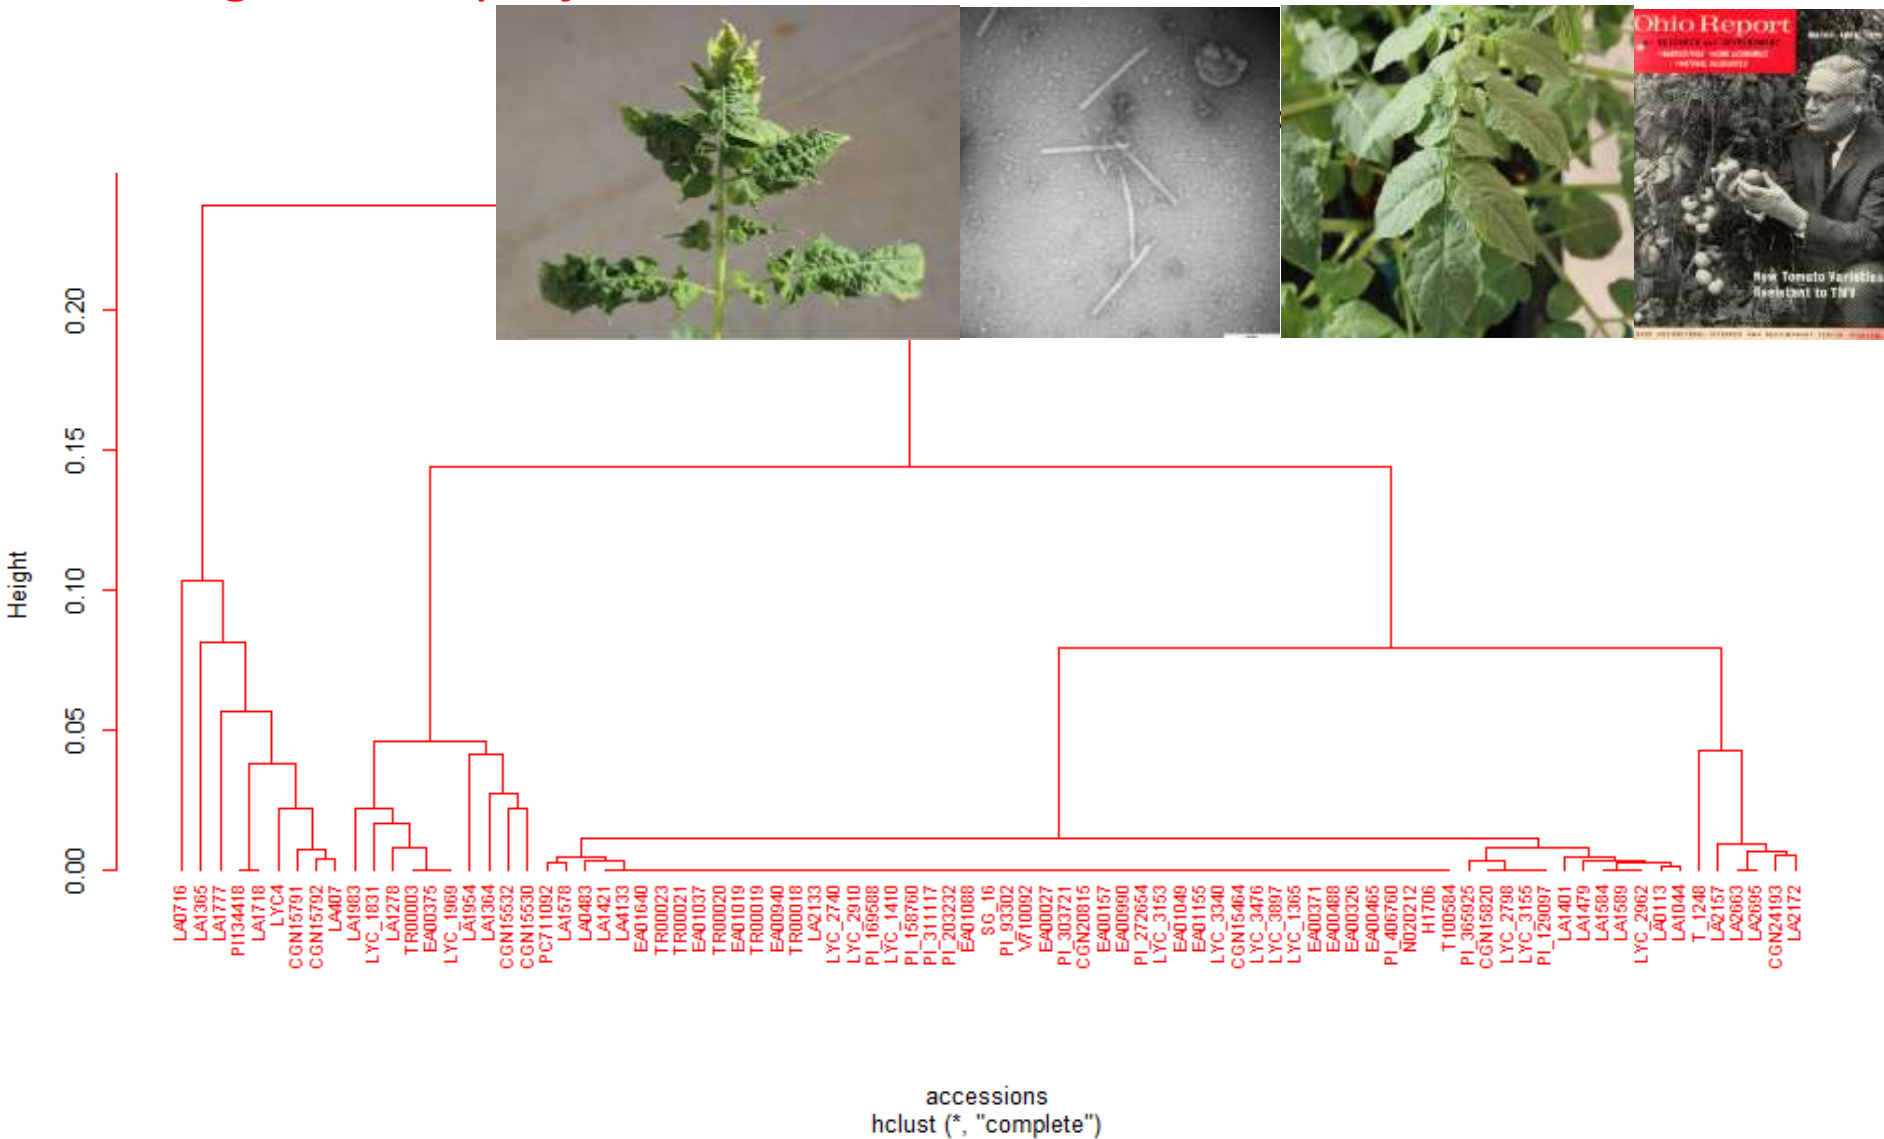 Ohio Report
New Tomato Varieties
Resistant to TMV
0.20
0.15
0.10
0.05
0.00
Height
LA0716
LA1365
LA1777
PI134418
LA1718
LYC4
CGN15791
CGN15792
LA407
LA1983
LYC_1831
LA1278
TR00003
EA00375
LYC_1969
LA1954
LA1364
CGN15532
CGN15530
PC711092
LA1578
LA0483
LA1421
LA4133
EA01640
TR00023
TR00021
EA01037
TR00020
EA01019
TR00019
EA00940
TR00018
LA2133
LYC_2740
LYC_2910
PI_169588
LYC_1410
PI_158760
PI_311117
PI_203232
EA01088
SG_16
PI_93302
V710092
EA00027
PI_303721
CGN20815
EA00157
EA00990
PI_272654
LYC_3153
EA01049
EA01155
LYC_3340
CGN15464
LYC_3476
LYC_3897
LYC_1365
EA00371
EA00488
EA00326
EA00465
PI_406760
N020212
H1706
T100584
PI_365925
CGN15820
LYC_2798
LYC_3155
PI_129097
LA1401
LA1479
LA1584
LA1589
LYC_2962
LA0113
LA1044
T_1248
LA2157
LA2663
LA2695
CGN24193
LA2172
accessions
hclust (*, "complete")